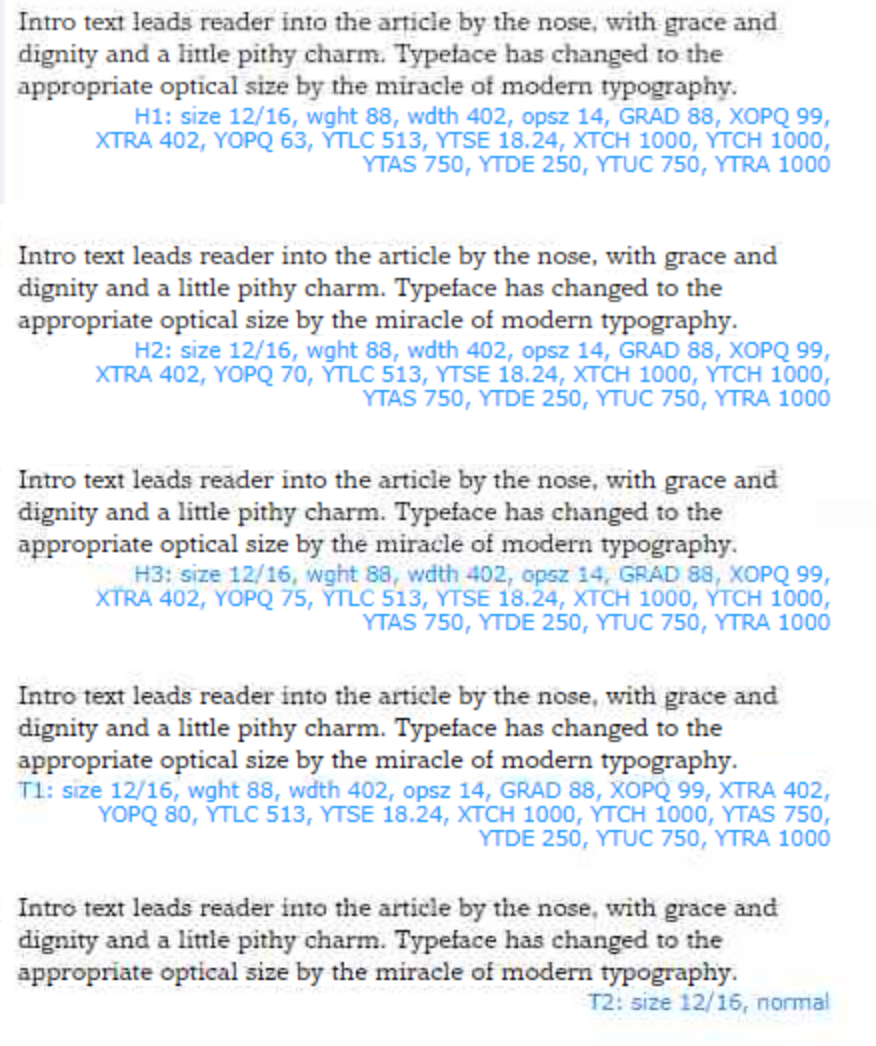 Intro text leads reader into the article by the nose, with grace and
dignity and a little pithy charm. Typeface has changed to the
appropriate optical size by the miracle of modern typography.
H1: size 12/16, wght 88, wdth 402, opsz 14, GRAD 88, XOPQ 99,
XTRA 402, YOPQ 63, YTLC 513, YTSE 18.24, XTCH 1000, YTCH 1000,
YTAS 750, YTDE 250, YTUC 750, YTRA 1000
Intro text leads reader into the article by the nose, with grace and
dignity and a little pithy charm. Typeface has changed to the
appropriate optical size by the miracle of modern typography.
H2: size 12/16, wght 88, wdth 402, opsz 14, GRAD 88, XOPQ 99,
XTRA 402, YOPQ 70, YTLC 513, YTSE 18.24, XTCH 1000, YTCH 1000,
YTAS 750, YTDE 250, YTUC 750, YTRA 1000
Intro text leads reader into the article by the nose, with grace and
dignity and a little pithy charm. Typeface has changed to the
appropriate optical size by the miracle of modern typography.
H3: size 12/16, wght 88, wdth 402, opsz 14, GRAD 88, XOPQ 99,
XTRA 402, YOPQ 75, YTLC 513, YTSE 18.24, XTCH 1000, YTCH 1000,
YTAS 750, YTDE 250, YTUC 750, YTRA 1000
Intro text leads reader into the article by the nose, with grace and
dignity and a little pithy charm. Typeface has changed to the
appropriate optical size by the miracle of modern typography.
T1: size 12/16, wght 88, wdth 402, opsz 14, GRAD 88, XOPQ 99, XTRA 402,
YOPQ 80, YTLC 513, YTSE 18.24, XTCH 1000, YTCH 1000, YTAS 750,
YTDE 250, YTUC 750, YTRA 1000
Intro text leads reader into the article by the nose, with grace and
dignity and a little pithy charm. Typeface has changed to the
appropriate optical size by the miracle of modern typography.
T2: size 12/16, normal